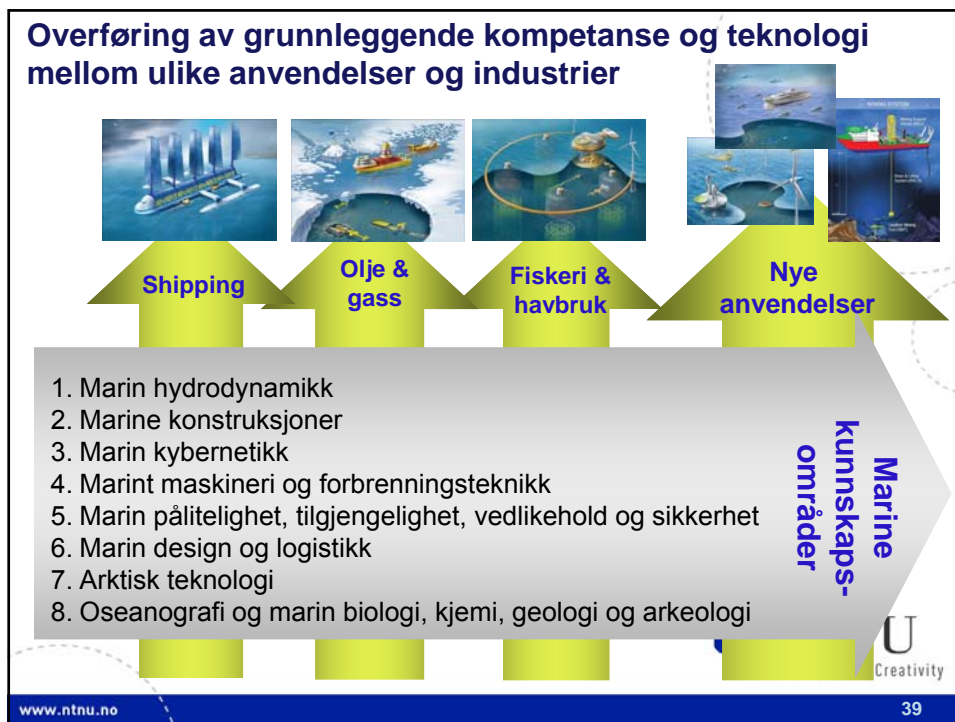 Overføring av grunnleggende kompetanse og teknologi
mellom ulike anvendelser og industrier
MINING SYSTEM
Shipping
Olje &
gass
Fiskeri &
havbruk
Nye
anvendelser
1. Marin hydrodynamikk
2. Marine konstruksjoner
3. Marin kybernetikk
4. Marint maskineri og forbrenningsteknikk
5. Marin pålitelighet, tilgjengelighet, vedlikehold og sikkerhet
6. Marin design og logistikk
7. Arktisk teknologi
8. Oseanografi og marin biologi, kjemi, geologi og arkeologi
Marine
kunnskaps-
områder
U
Creativity
www.ntnu.no
39